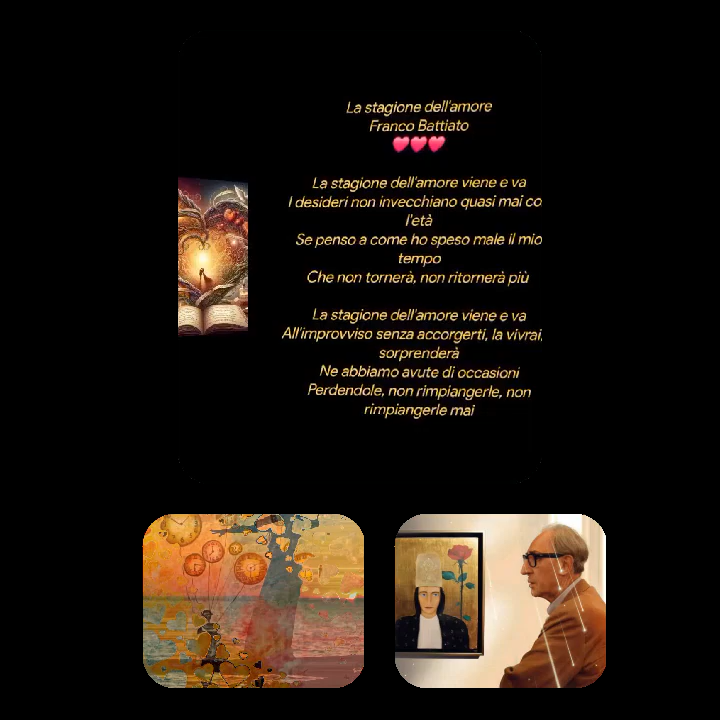 La stagione dell'amore
Franco Battiato
💗💗💗
La stagione dell'amore viene e va
I desideri non invecchiano quasi mai co
l'età
Se penso a come ho speso male il mio
tempo
Che non tornerà, non ritornerà più
La stagione dell'amore viene e va
All'improvviso senza accorgerti, la vivrai,
sorprenderà
Ne abbiamo avute di occasioni
Perdendole, non rimpiangerle, non
rimpiangerle mai